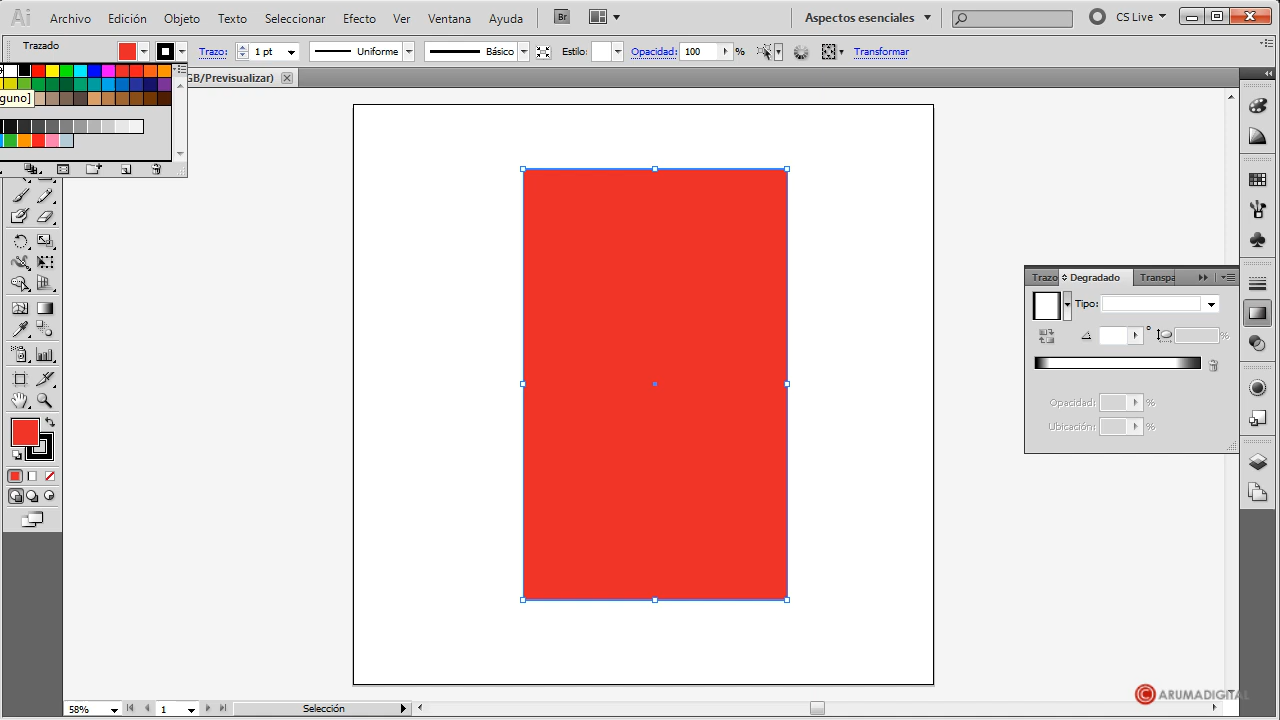 Ai Archivo Edición Objeto Texto Seleccionar Efecto Ver Ventana Ayuda Br Aspectos esenciales CS Live
Trazado Trazo: 1 pt Uniforme Básico Estilo: Opacidad: 100 % Transformar
GB/Previsualizar)
guno]
Trazo Degradado Transpa
Tipo:
° %
Opacidad: %
Ubicación: %
58% 1 Selección
© ARUMADIGITAL